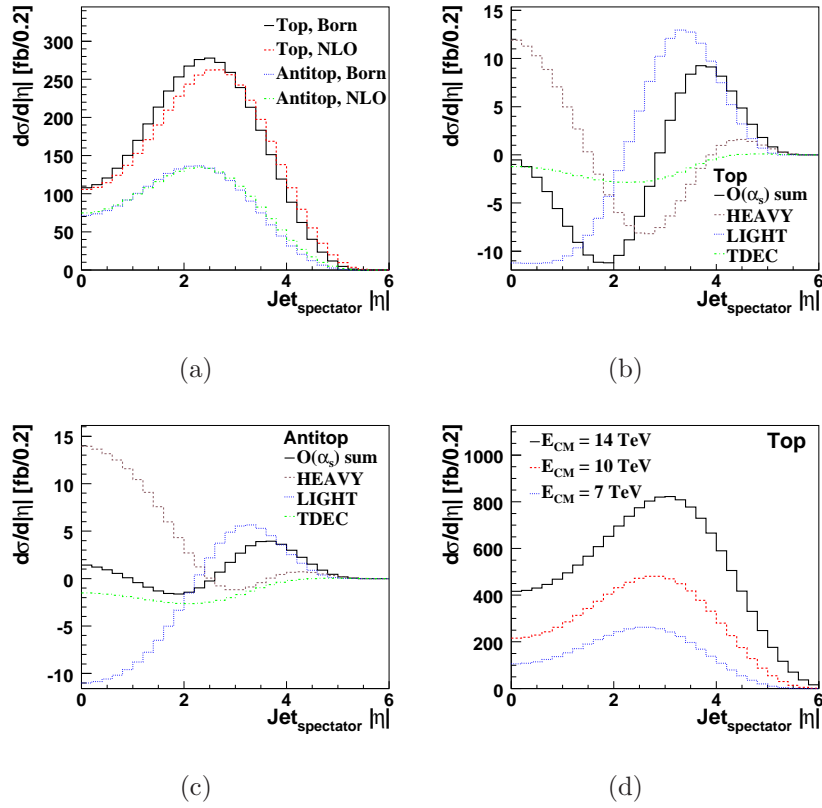 dσ/d|η| [fb/0.2]
300
250
200
150
100
50
0
Top, Born
Top, NLO
Antitop, Born
Antitop, NLO
0 2 4 6
Jet_spectator |η|
(a)
dσ/d|η| [fb/0.2]
15
10
5
0
-5
-10
Top
O(α_s) sum
HEAVY
LIGHT
TDEC
0 2 4 6
Jet_spectator |η|
(b)
dσ/d|η| [fb/0.2]
15
10
5
0
-5
-10
Antitop
O(α_s) sum
HEAVY
LIGHT
TDEC
0 2 4 6
Jet_spectator |η|
(c)
dσ/d|η| [fb/0.2]
1000
800
600
400
200
0
E_CM = 14 TeV
E_CM = 10 TeV
E_CM = 7 TeV
Top
0 2 4 6
Jet_spectator |η|
(d)